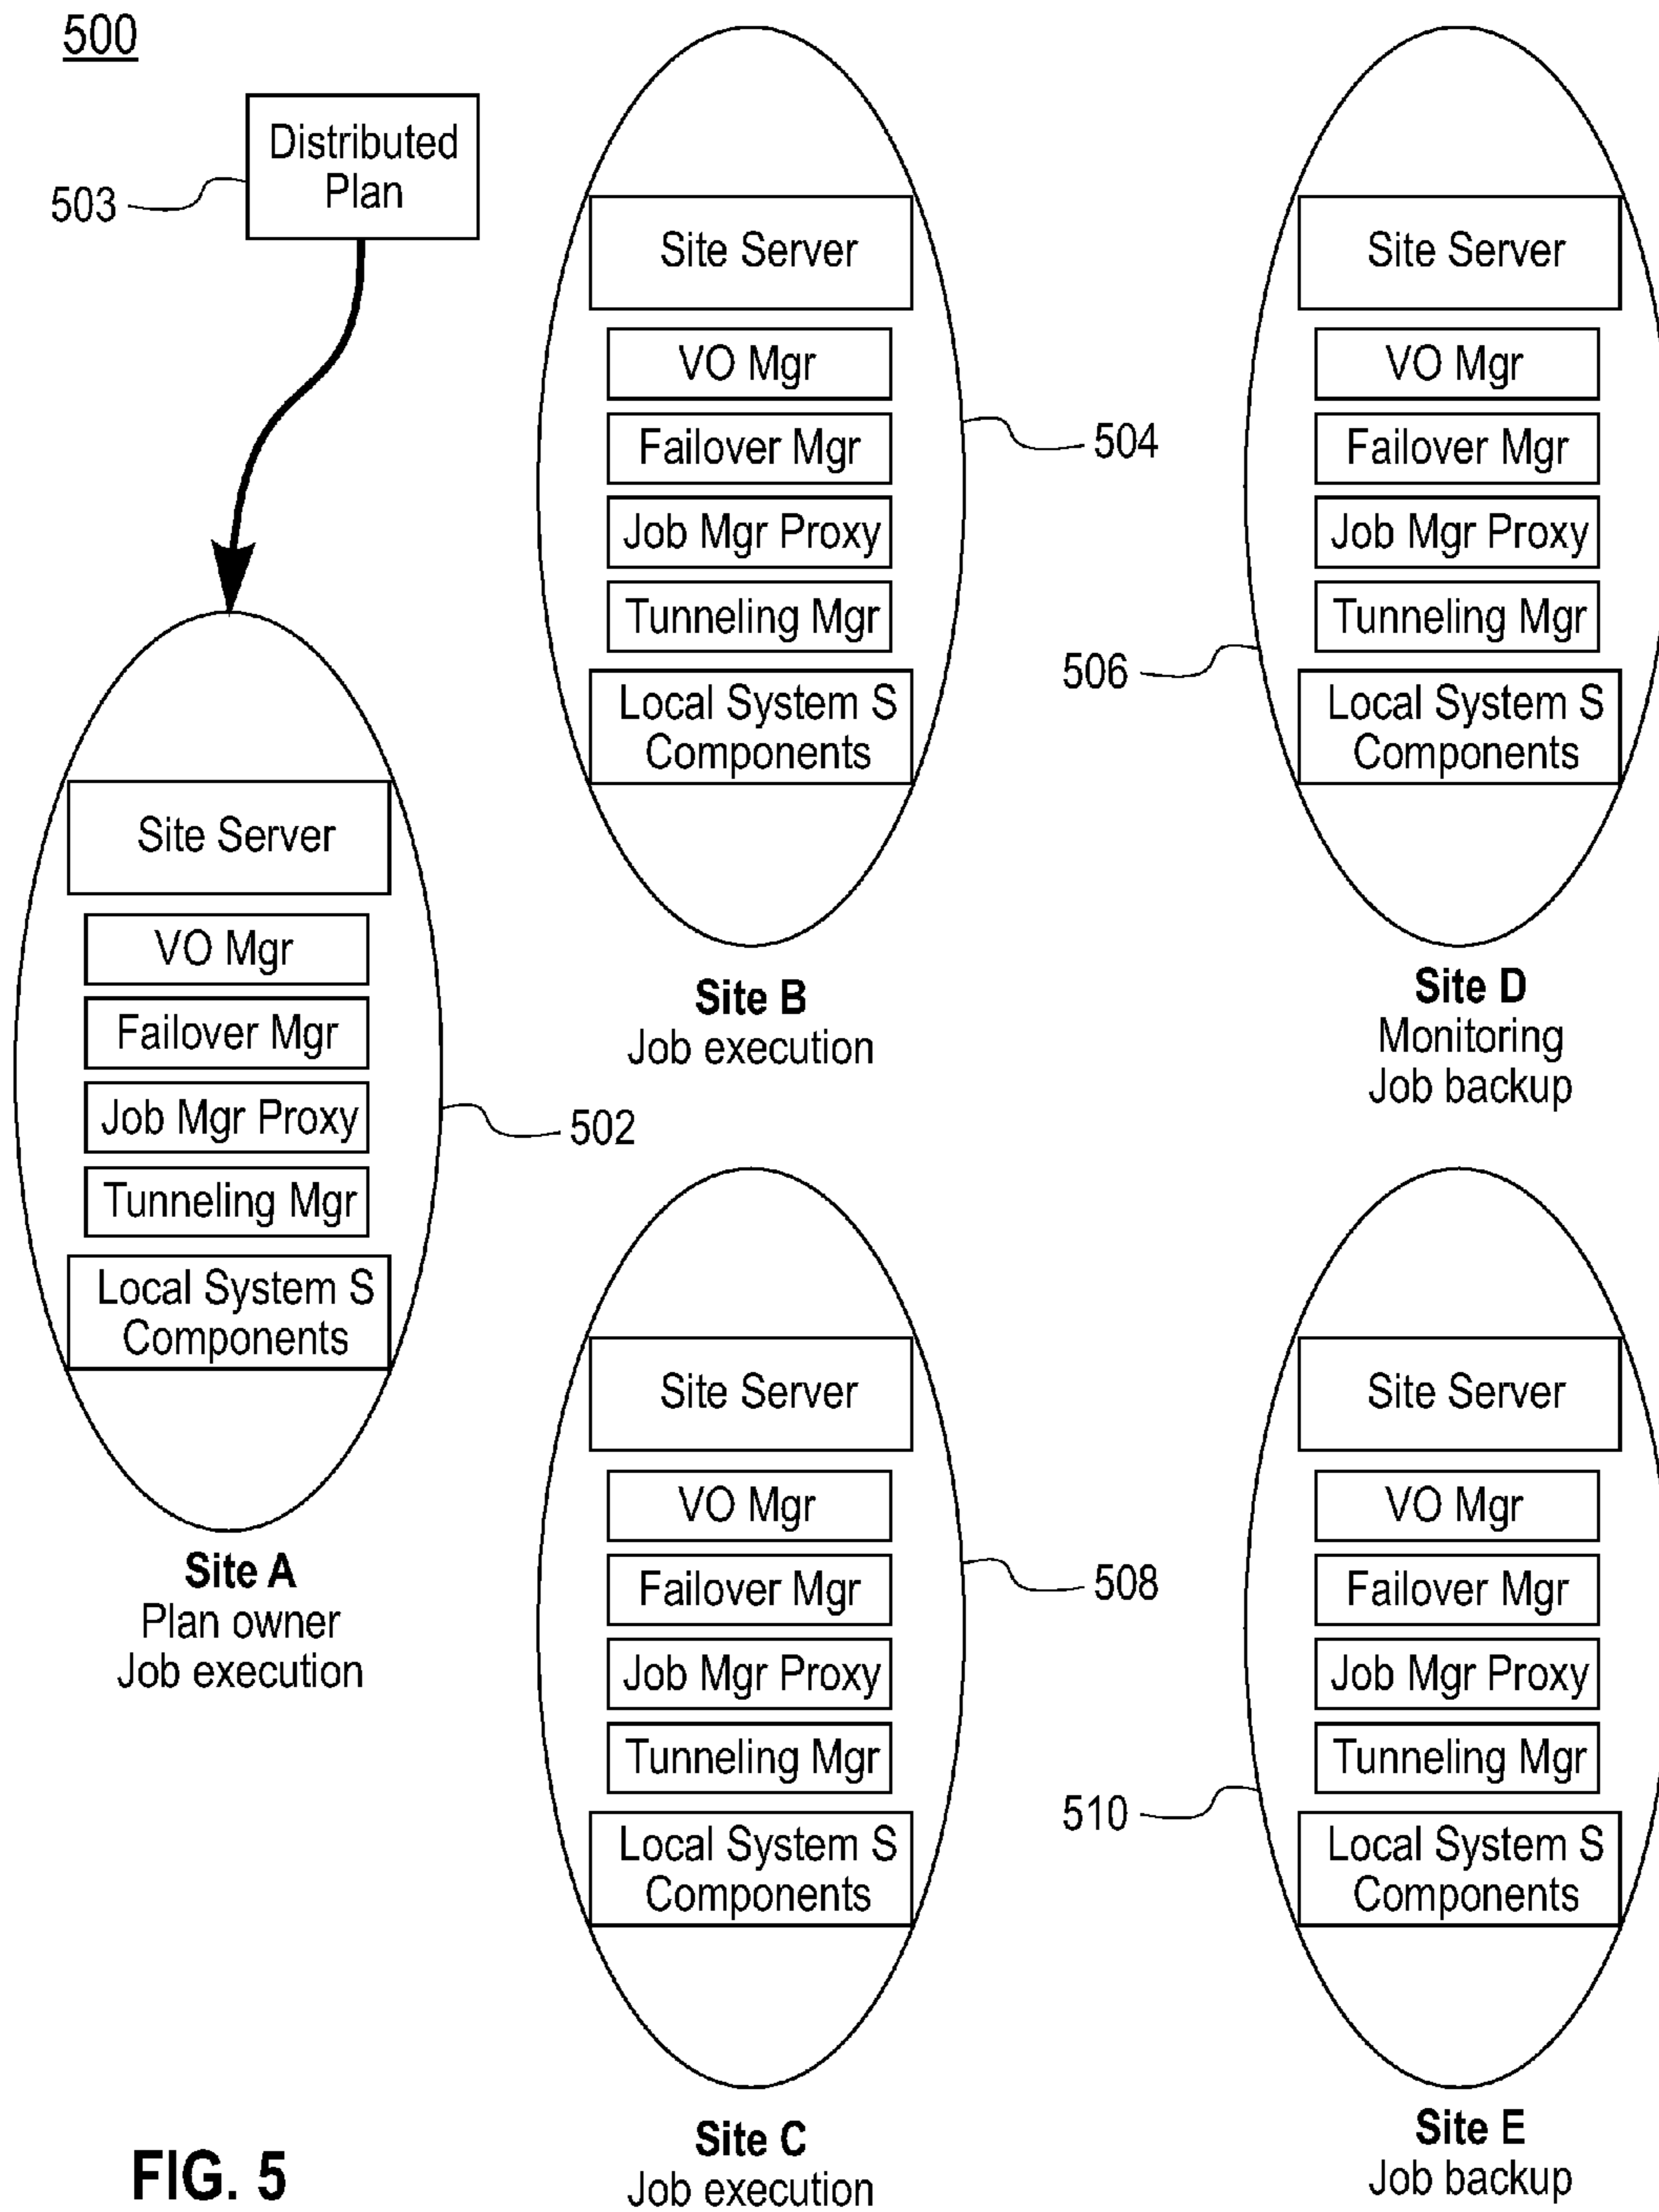 500
Distributed
Plan
503
Site Server
VO Mgr
Failover Mgr
Job Mgr Proxy
Tunneling Mgr
Local System S
Components
502
Site A
Plan owner
Job execution
Site Server
VO Mgr
Failover Mgr
Job Mgr Proxy
Tunneling Mgr
Local System S
Components
504
Site B
Job execution
Site Server
VO Mgr
Failover Mgr
Job Mgr Proxy
Tunneling Mgr
Local System S
Components
506
Site D
Monitoring
Job backup
Site Server
VO Mgr
Failover Mgr
Job Mgr Proxy
Tunneling Mgr
Local System S
Components
508
Site C
Job execution
Site Server
VO Mgr
Failover Mgr
Job Mgr Proxy
Tunneling Mgr
Local System S
Components
510
Site E
Job backup
FIG. 5